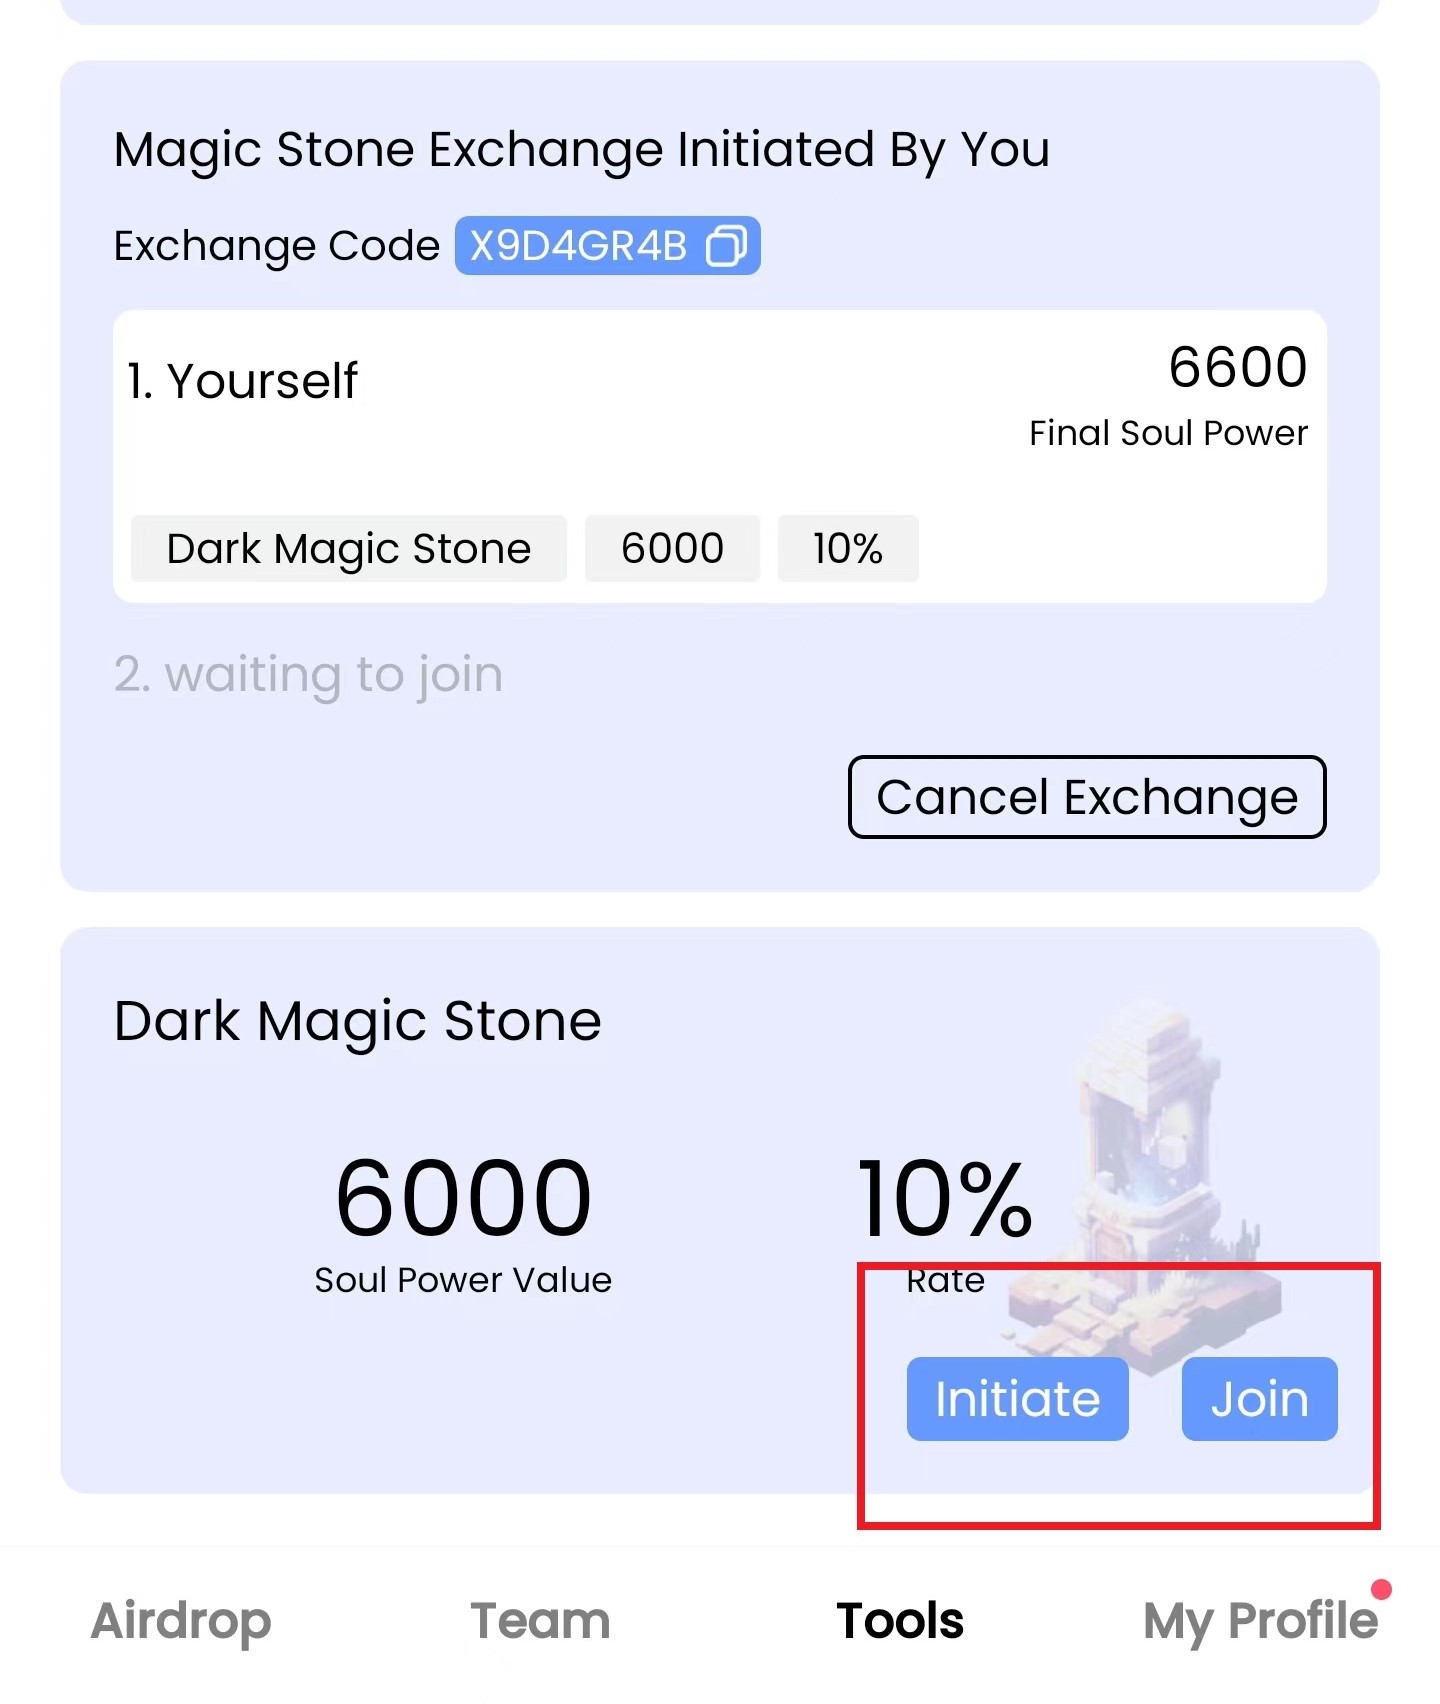 Magic Stone Exchange Initiated By You
Exchange Code X9D4GR4B
1. Yourself
6600
Final Soul Power
Dark Magic Stone 6000 10%
2. waiting to join
Cancel Exchange
Dark Magic Stone
6000 10%
Soul Power Value Rate
Initiate Join
Airdrop Team Tools My Profile